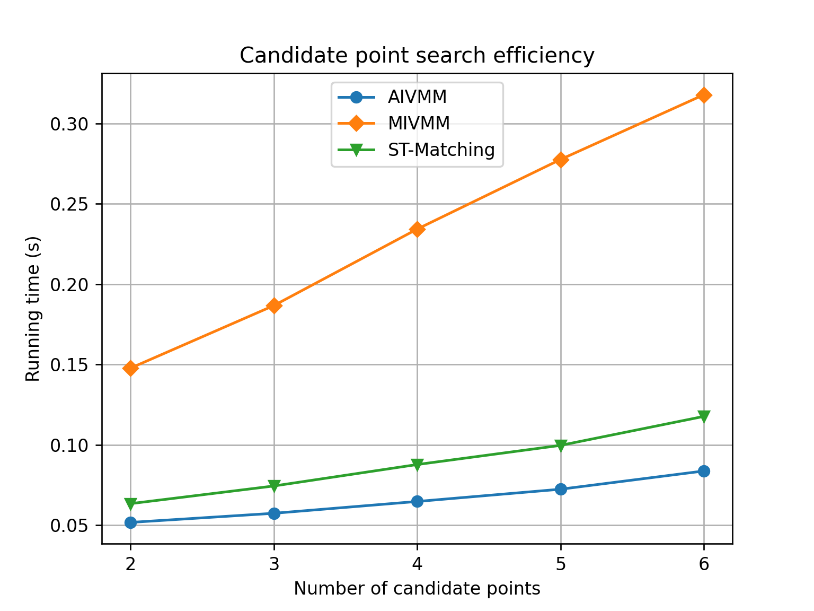 Candidate point search efficiency
AIVMM
MIVMM
ST-Matching
Running time (s)
0.30
0.25
0.20
0.15
0.10
0.05
2 3 4 5 6
Number of candidate points